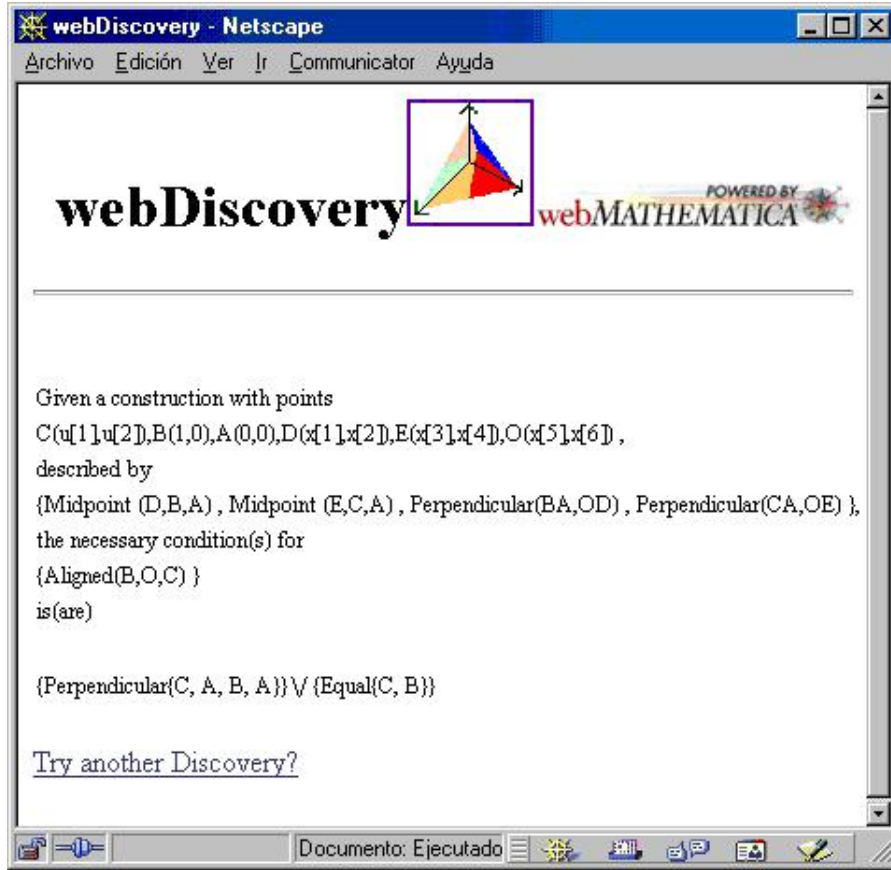 webDiscovery - Netscape
Archivo Edición Ver Ir Communicator Ayuda
webDiscovery
POWERED BY
webMATHEMATICA
Given a construction with points
C(u[1],u[2]),B(1,0),A(0,0),D(x[1],x[2]),E(x[3],x[4]),O(x[5],x[6]) ,
described by
{Midpoint (D,B,A) , Midpoint (E,C,A) , Perpendicular(BA,OD) , Perpendicular(CA,OE) },
the necessary condition(s) for
{Aligned(B,O,C) }
is(are)
{Perpendicular{C, A, B, A}} \/ {Equal{C, B}}
Try another Discovery?
Documento: Ejecutado